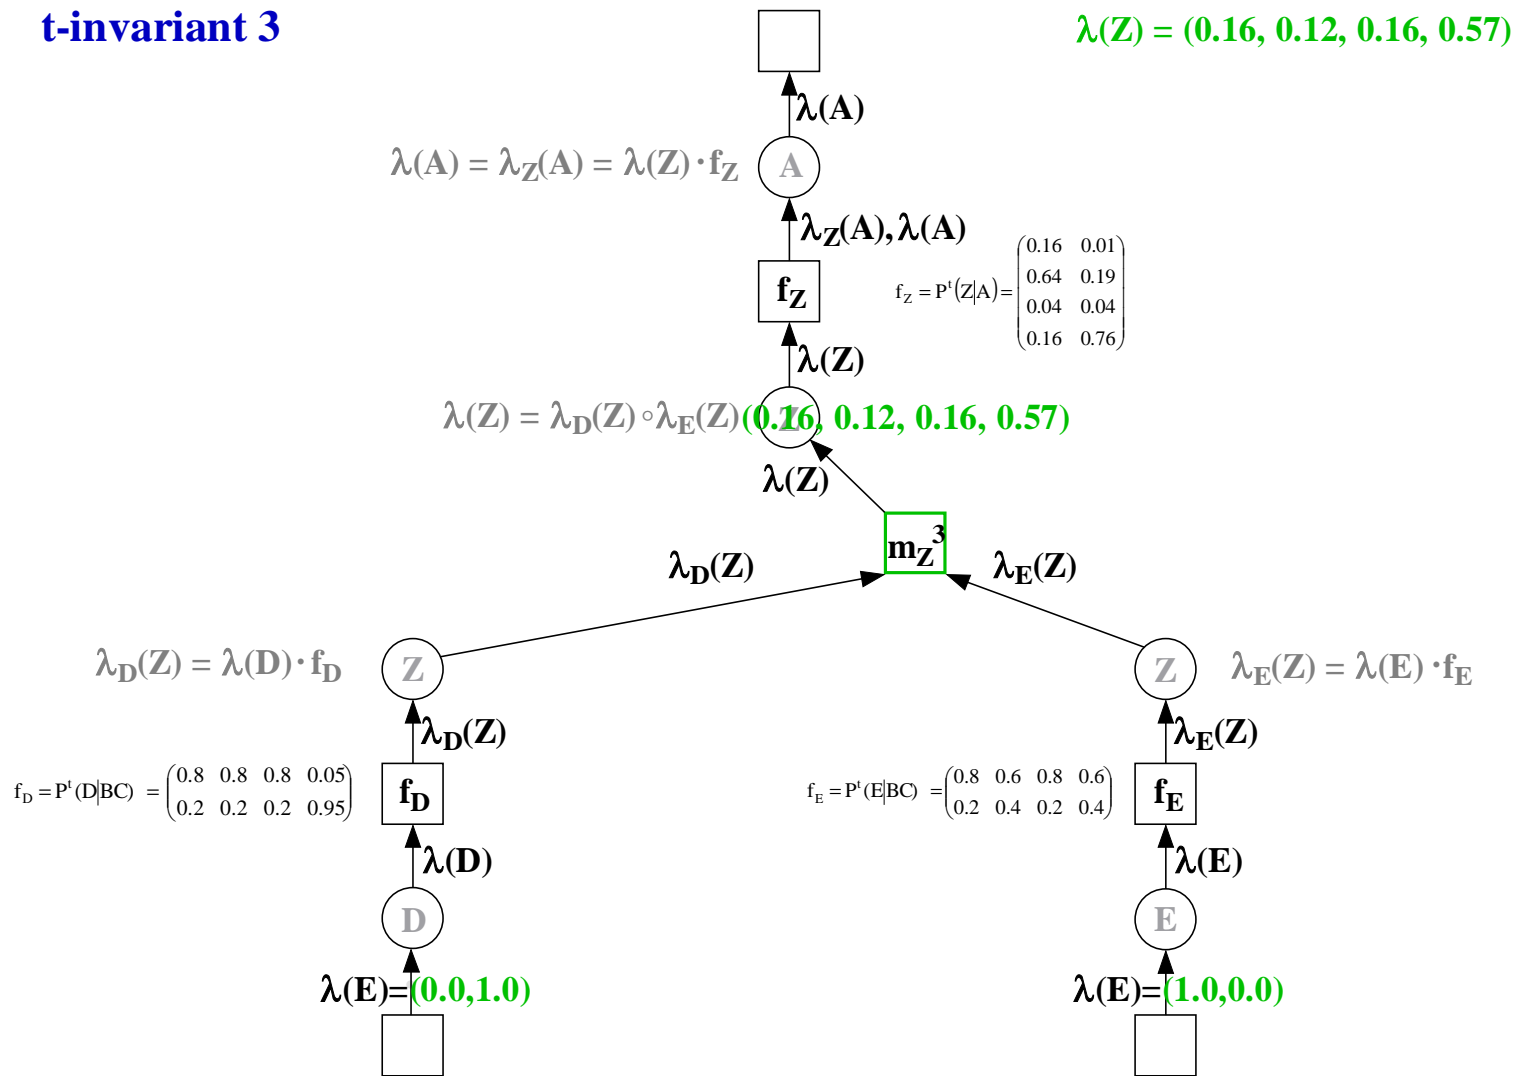 t-invariant 3
λ(Z) = (0.16, 0.12, 0.16, 0.57)
λ(A)
λ(A) = λZ(A) = λ(Z)·fZ
A
λZ(A), λ(A)
fZ
fZ = Pt(Z|A) =
0.16 0.01
0.64 0.19
0.04 0.04
0.16 0.76
λ(Z)
λ(Z) = λD(Z)∘λE(Z)
Z
(0.16, 0.12, 0.16, 0.57)
λ(Z)
mZ3
λD(Z)
λE(Z)
λD(Z) = λ(D)·fD
Z
Z
λE(Z) = λ(E)·fE
λD(Z)
λE(Z)
fD = Pt(D|BC) =
0.8 0.8 0.8 0.05
0.2 0.2 0.2 0.95
fD
fE = Pt(E|BC) =
0.8 0.6 0.8 0.6
0.2 0.4 0.2 0.4
fE
λ(D)
λ(E)
D
E
λ(E)=(0.0,1.0)
λ(E)=(1.0,0.0)